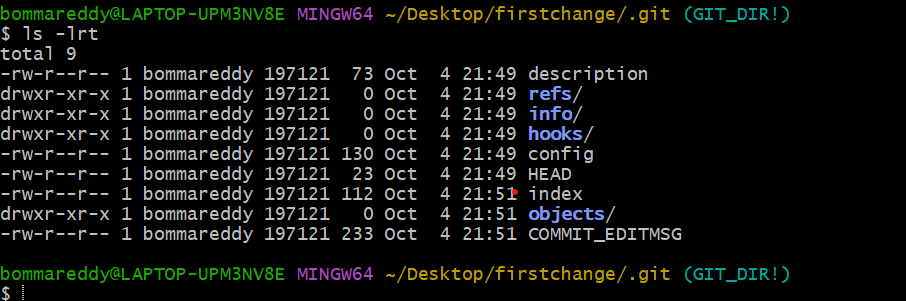 bommareddy@LAPTOP-UPM3NV8E MINGW64 ~/Desktop/firstchange/.git (GIT_DIR!)
$ ls -lrt
total 9
-rw-r--r-- 1 bommareddy 197121  73 Oct  4 21:49 description
drwxr-xr-x 1 bommareddy 197121   0 Oct  4 21:49 refs/
drwxr-xr-x 1 bommareddy 197121   0 Oct  4 21:49 info/
drwxr-xr-x 1 bommareddy 197121   0 Oct  4 21:49 hooks/
-rw-r--r-- 1 bommareddy 197121 130 Oct  4 21:49 config
-rw-r--r-- 1 bommareddy 197121  23 Oct  4 21:49 HEAD
-rw-r--r-- 1 bommareddy 197121 112 Oct  4 21:51 index
drwxr-xr-x 1 bommareddy 197121   0 Oct  4 21:51 objects/
-rw-r--r-- 1 bommareddy 197121 233 Oct  4 21:51 COMMIT_EDITMSG
bommareddy@LAPTOP-UPM3NV8E MINGW64 ~/Desktop/firstchange/.git (GIT_DIR!)
$